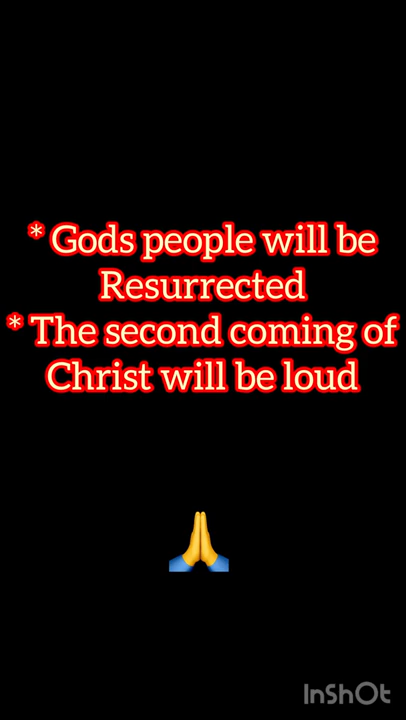 * Gods people will be
Resurrected
* The second coming of
Christ will be loud
InShOt